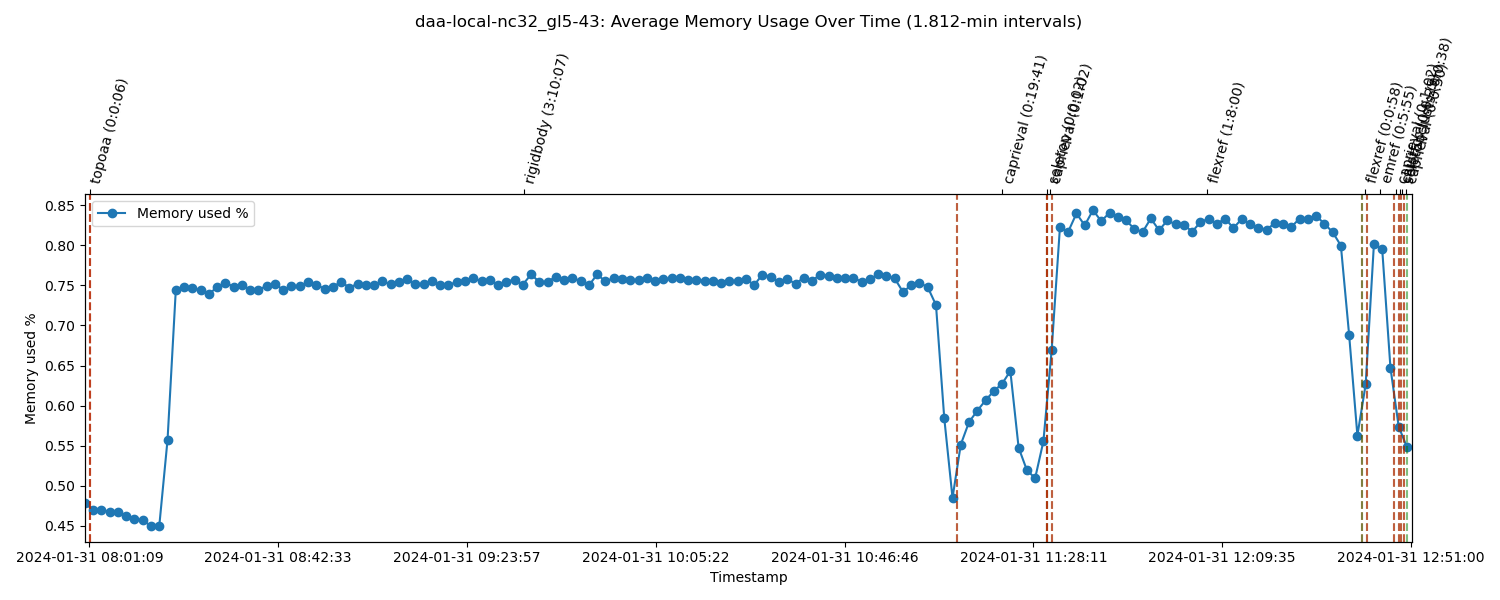 daa-local-nc32_gl5-43: Average Memory Usage Over Time (1.812-min intervals)
topoaa (0:0:06)
rigidbody (3:10:07)
caprieval (0:19:41)
caprieval (0:1:02)
flexref (1:8:00)
flexref (0:0:58)
emref (0:5:55)
Memory used %
0.85
0.80
0.75
0.70
0.65
0.60
0.55
0.50
0.45
Memory used %
2024-01-31 08:01:09
2024-01-31 08:42:33
2024-01-31 09:23:57
2024-01-31 10:05:22
2024-01-31 10:46:46
2024-01-31 11:28:11
2024-01-31 12:09:35
2024-01-31 12:51:00
Timestamp